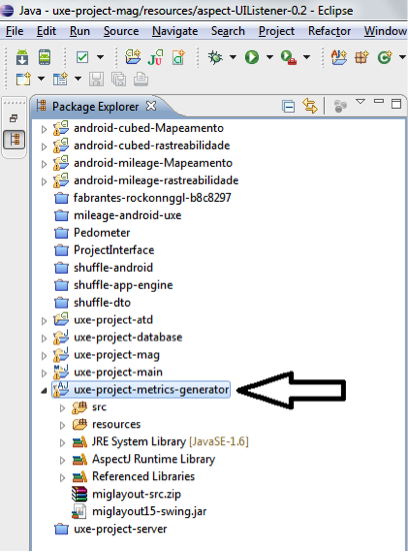 Java - uxe-project-mag/resources/aspect-UIListener-0.2 - Eclipse
File Edit Run Source Navigate Search Project Refactor Window
Package Explorer
android-cubed-Mapeamento
android-cubed-rastreabilidade
android-mileage-Mapeamento
android-mileage-rastreabilidade
fabrantes-rockonnggl-b8c8297
mileage-android-uxe
Pedometer
ProjectInterface
shuffle-android
shuffle-app-engine
shuffle-dto
uxe-project-atd
uxe-project-database
uxe-project-mag
uxe-project-main
uxe-project-metrics-generator
src
resources
JRE System Library [JavaSE-1.6]
AspectJ Runtime Library
Referenced Libraries
miglayout-src.zip
miglayout15-swing.jar
uxe-project-server